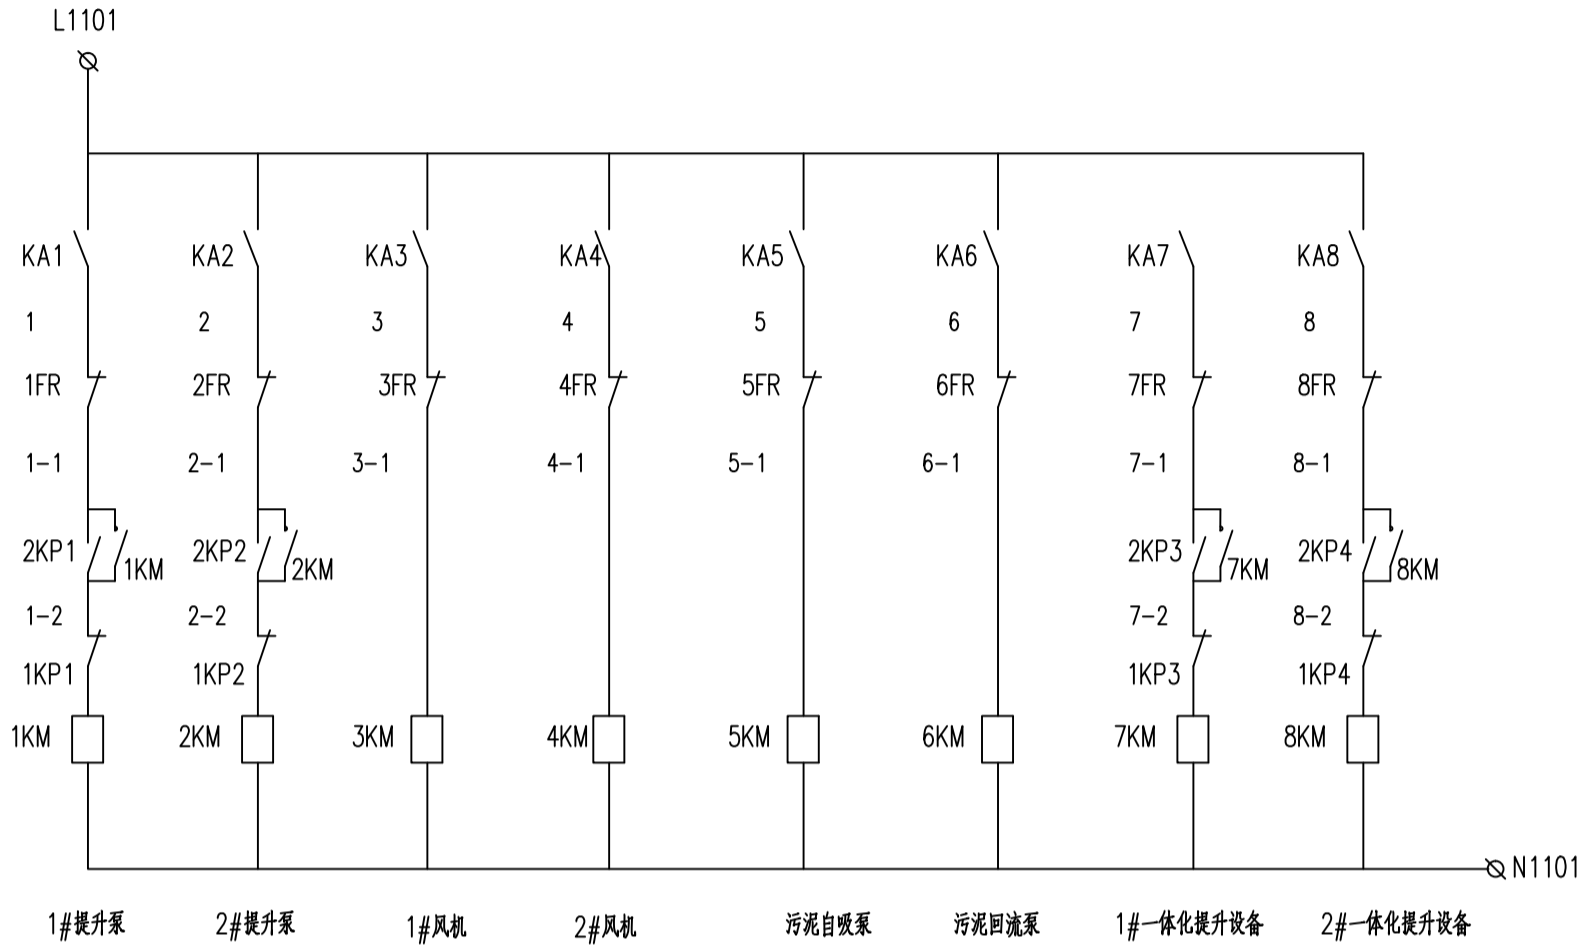 L1101
KA1 KA2 KA3 KA4 KA5 KA6 KA7 KA8
1 2 3 4 5 6 7 8
1FR 2FR 3FR 4FR 5FR 6FR 7FR 8FR
1-1 2-1 3-1 4-1 5-1 6-1 7-1 8-1
2KP1 1KM 2KP2 2KM 2KP3 7KM 2KP4 8KM
1-2 2-2 7-2 8-2
1KP1 1KP2 1KP3 1KP4
1KM 2KM 3KM 4KM 5KM 6KM 7KM 8KM
N1101
1#提升泵 2#提升泵 1#风机 2#风机 污泥自吸泵 污泥回流泵 1#一体化提升设备 2#一体化提升设备